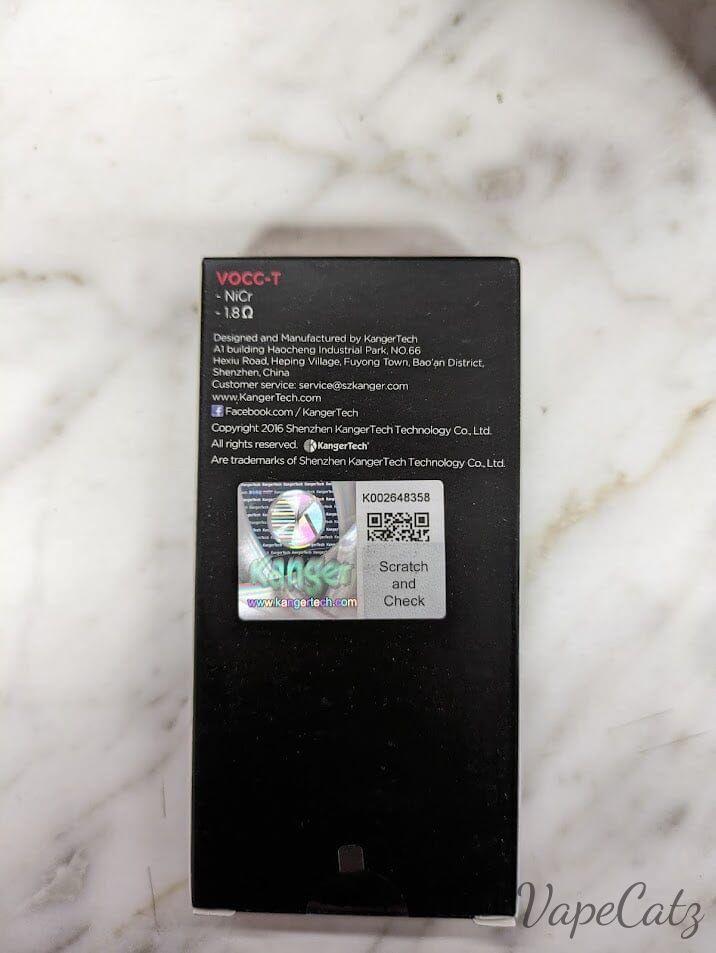 VOCC-T
- NiCr
- 1.8Ω
Designed and Manufactured by KangerTech
A1 building Haocheng Industrial Park, NO.66
Hexiu Road, Heping Village, Fuyong Town, Bao'an District,
Shenzhen, China
Customer service: service@szkanger.com
www.KangerTech.com
Facebook.com / KangerTech
Copyright 2016 Shenzhen KangerTech Technology Co., Ltd.
All rights reserved. KangerTech®
Are trademarks of Shenzhen KangerTech Technology Co., Ltd.
K002648358
Kanger
www.kangertech.com
Scratch
and
Check
VapeCatz